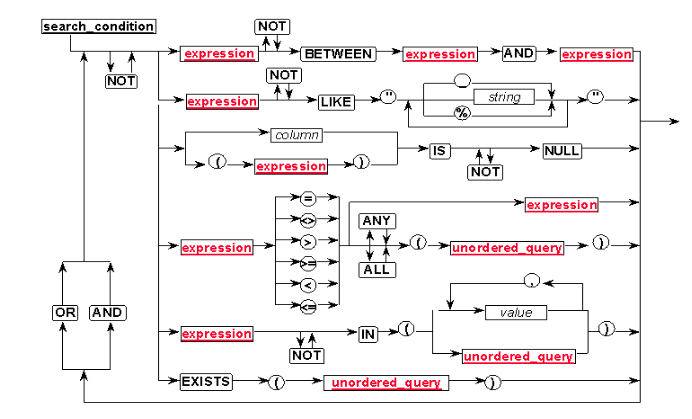 search_condition
NOT
NOT
expression BETWEEN expression AND expression
NOT
expression LIKE " _ string % "
column
( expression ) IS NOT NULL
=
<>
>
>=
<
<=
expression
ANY
ALL
expression
( unordered_query )
OR AND
expression NOT IN ( , value )
unordered_query
EXISTS ( unordered_query )